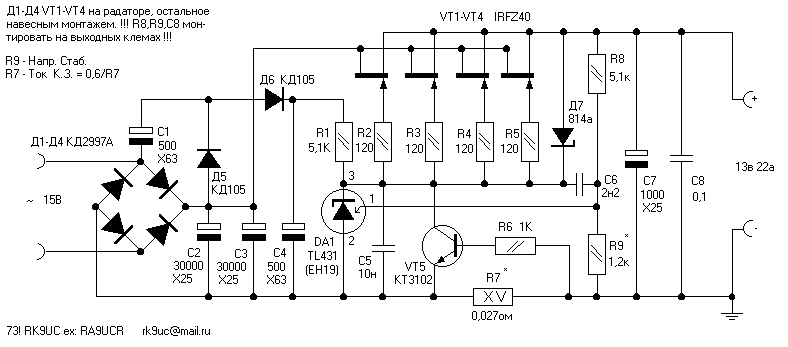 Д1-Д4 VT1-VT4 на радаторе, остальное
навесным монтажом. !!! R8,R9,C8 мон-
тировать на выходных клемах !!!
R9 - Напр. Стаб.
R7 - Ток К.З. = 0,6/R7
VT1-VT4 IRFZ40
Д6 КД105
R8
5,1к
Д7
814а
+
Д1-Д4 КД2997А
C1
500
X63
R1
5,1К
R2
120
R3
120
R4
120
R5
120
Д5
КД105
3
1
2
C6
2н2
C7
1000
X25
C8
0,1
13в 22а
~ 15В
DA1
TL431
(EH19)
R6 1K
R9 x
1,2к
-
C2
30000
X25
C3
30000
X25
C4
500
X63
C5
10н
VT5
КТ3102
R7 x
XV
0,027ом
73! RK9UC ex: RA9UCR rk9uc@mail.ru